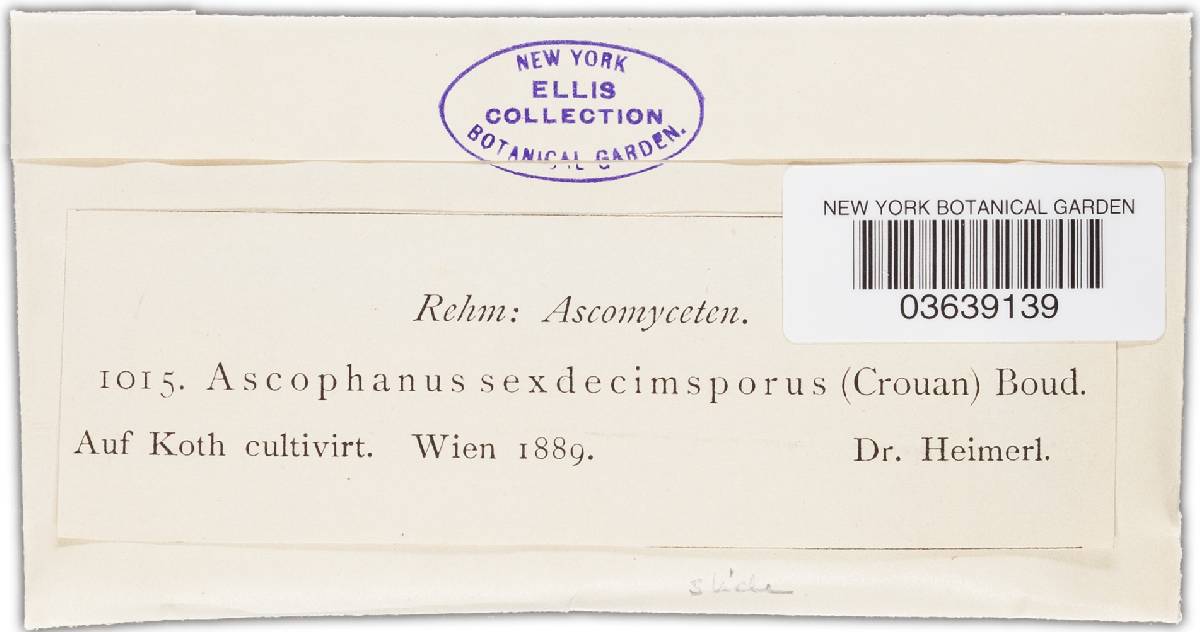 NEW YORK
ELLIS
COLLECTION
BOTANICAL GARDEN.
NEW YORK BOTANICAL GARDEN
03639139
Rehm: Ascomyceten.
1015. Ascophanus sexdecimsporus (Crouan) Boud.
Auf Koth cultivirt. Wien 1889. Dr. Heimerl.